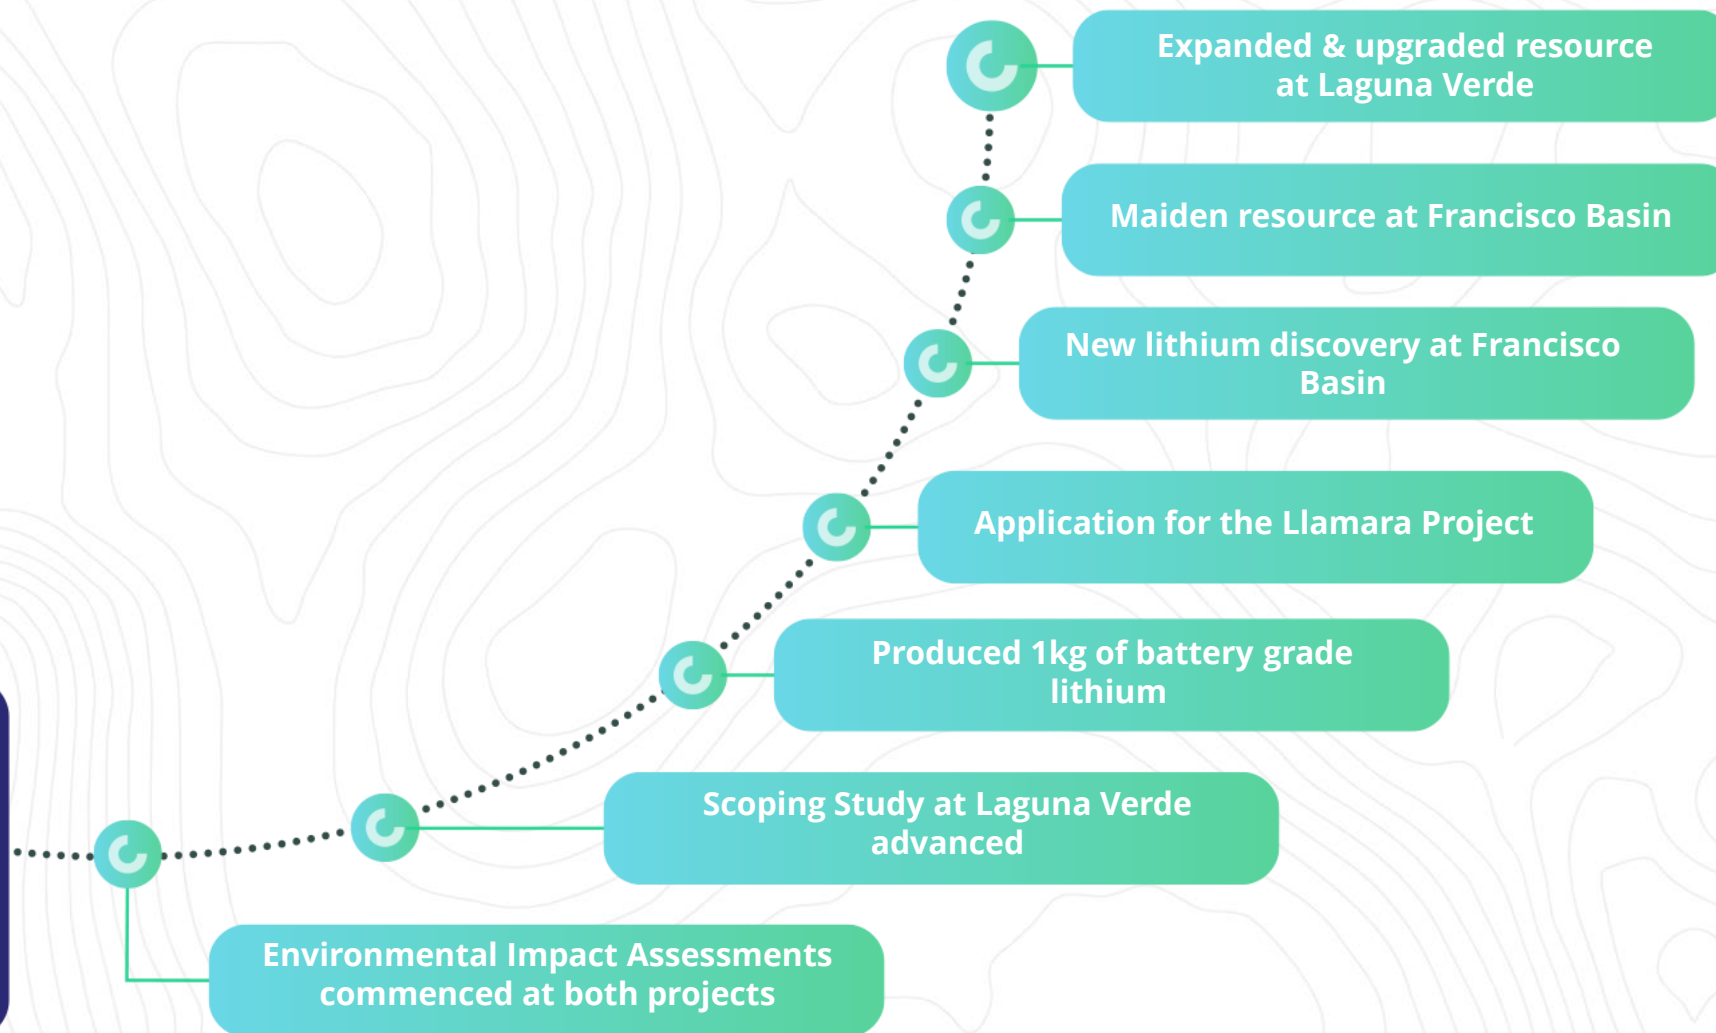 Expanded & upgraded resource
at Laguna Verde
Maiden resource at Francisco Basin
New lithium discovery at Francisco
Basin
Application for the Llamara Project
Produced 1kg of battery grade
lithium
Scoping Study at Laguna Verde
advanced
Environmental Impact Assessments
commenced at both projects